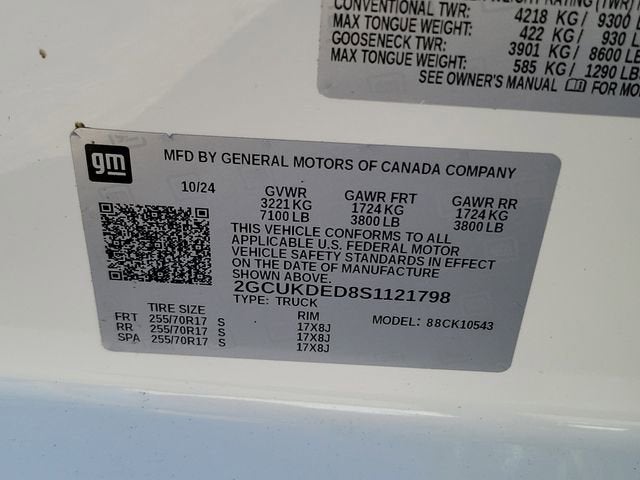 CONVENTIONAL TWR: 4218 KG / 9300
MAX TONGUE WEIGHT: 422 KG / 930 LB
GOOSENECK TWR: 3901 KG / 8600 LB
MAX TONGUE WEIGHT: 585 KG / 1290 LB
SEE OWNER'S MANUAL FOR
gm
MFD BY GENERAL MOTORS OF CANADA COMPANY
10/24 GVWR GAWR FRT GAWR RR
3221 KG 1724 KG 1724 KG
7100 LB 3800 LB 3800 LB
THIS VEHICLE CONFORMS TO ALL
APPLICABLE U.S. FEDERAL MOTOR
VEHICLE SAFETY STANDARDS IN EFFECT
ON THE DATE OF MANUFACTURE
SHOWN ABOVE.
2GCUKDED8S1121798
TYPE: TRUCK
TIRE SIZE RIM MODEL: 88CK10543
FRT 255/70R17 S 17X8J
RR 255/70R17 S 17X8J
SPA 255/70R17 S 17X8J